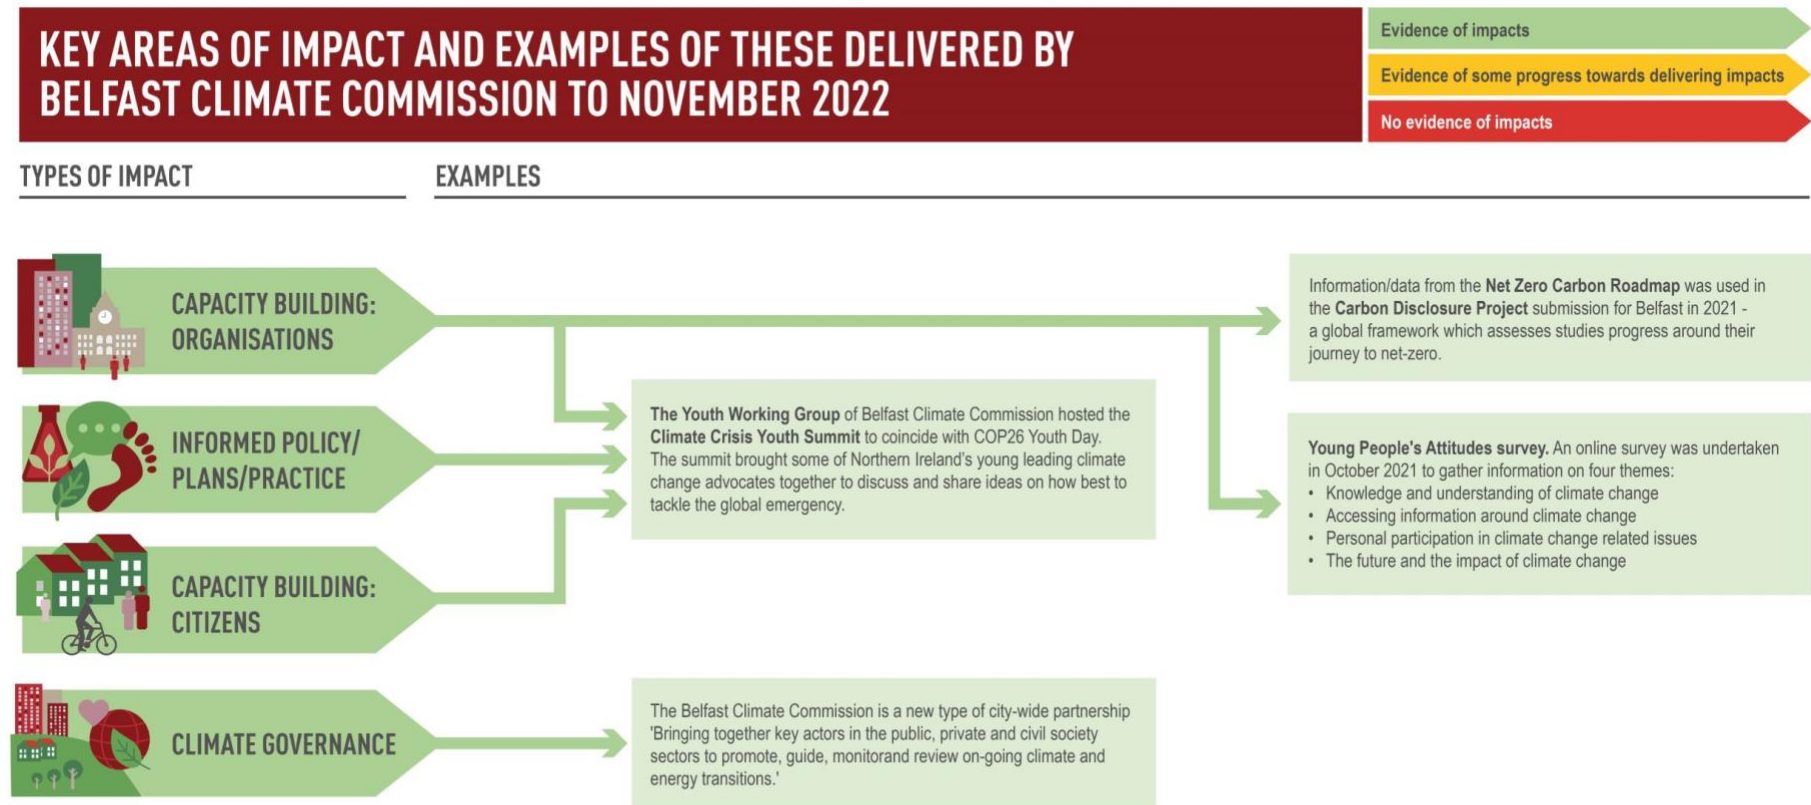 KEY AREAS OF IMPACT AND EXAMPLES OF THESE DELIVERED BY
BELFAST CLIMATE COMMISSION TO NOVEMBER 2022
Evidence of impacts
Evidence of some progress towards delivering impacts
No evidence of impacts
TYPES OF IMPACT
EXAMPLES
CAPACITY BUILDING:
ORGANISATIONS
Information/data from the Net Zero Carbon Roadmap was used in
the Carbon Disclosure Project submission for Belfast in 2021 -
a global framework which assesses studies progress around their
journey to net-zero.
INFORMED POLICY/
PLANS/PRACTICE
The Youth Working Group of Belfast Climate Commission hosted the
Climate Crisis Youth Summit to coincide with COP26 Youth Day.
The summit brought some of Northern Ireland's young leading climate
change advocates together to discuss and share ideas on how best to
tackle the global emergency.
Young People's Attitudes survey. An online survey was undertaken
in October 2021 to gather information on four themes:
• Knowledge and understanding of climate change
• Accessing information around climate change
• Personal participation in climate change related issues
• The future and the impact of climate change
CAPACITY BUILDING:
CITIZENS
CLIMATE GOVERNANCE
The Belfast Climate Commission is a new type of city-wide partnership
'Bringing together key actors in the public, private and civil society
sectors to promote, guide, monitorand review on-going climate and
energy transitions.'